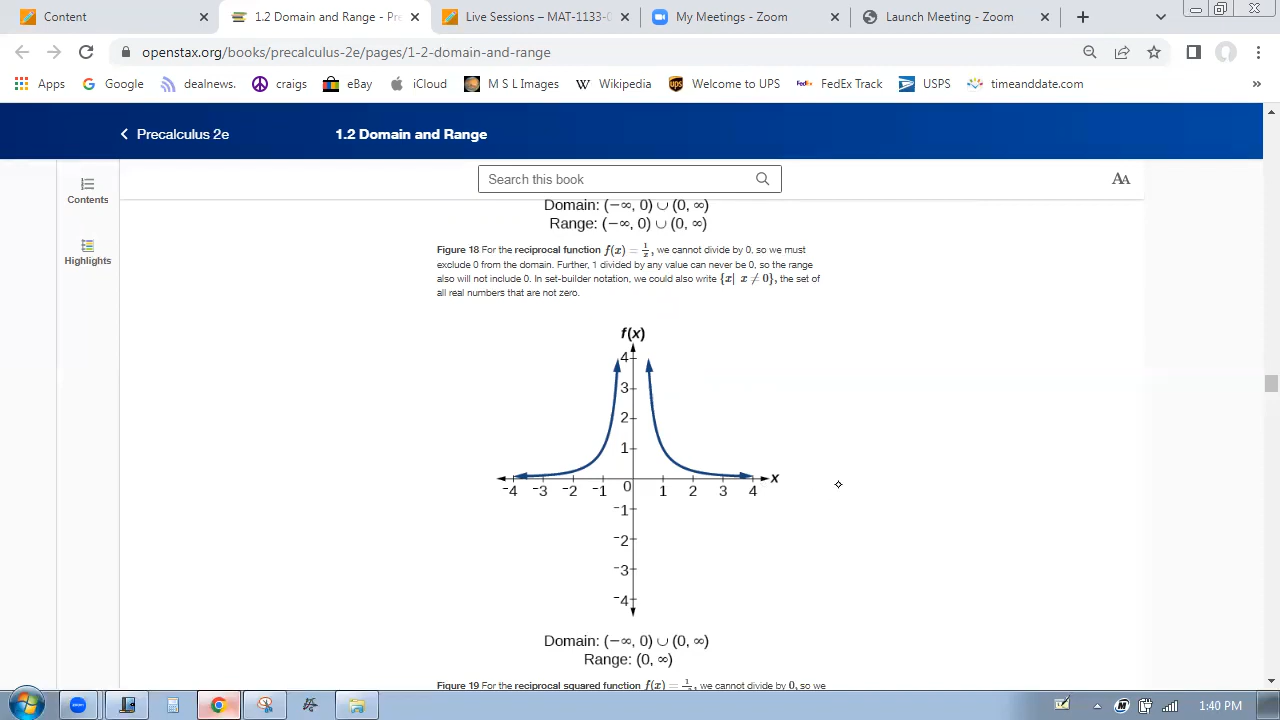 Content
1.2 Domain and Range - Pre
Live Sessions – MAT-1133-0
My Meetings - Zoom
Launch Meeting - Zoom
openstax.org/books/precalculus-2e/pages/1-2-domain-and-range
Apps
Google
dealnews.
craigs
eBay
iCloud
M S L Images
Wikipedia
Welcome to UPS
FedEx Track
USPS
timeanddate.com
»
Precalculus 2e
1.2 Domain and Range
Search this book
AA
Contents
Highlights
Domain: (−∞, 0) ∪ (0, ∞)
Range: (−∞, 0) ∪ (0, ∞)
Figure 18 For the reciprocal function f(x) = 1/x, we cannot divide by 0, so we must
exclude 0 from the domain. Further, 1 divided by any value can never be 0, so the range
also will not include 0. In set-builder notation, we could also write {x| x ≠ 0}, the set of
all real numbers that are not zero.
f(x)
4
3
2
1
x
-4 -3 -2 -1 0 1 2 3 4
-1
-2
-3
-4
Domain: (−∞, 0) ∪ (0, ∞)
Range: (0, ∞)
Figure 19 For the reciprocal squared function f(x) = 1, we cannot divide by 0, so we
1:40 PM